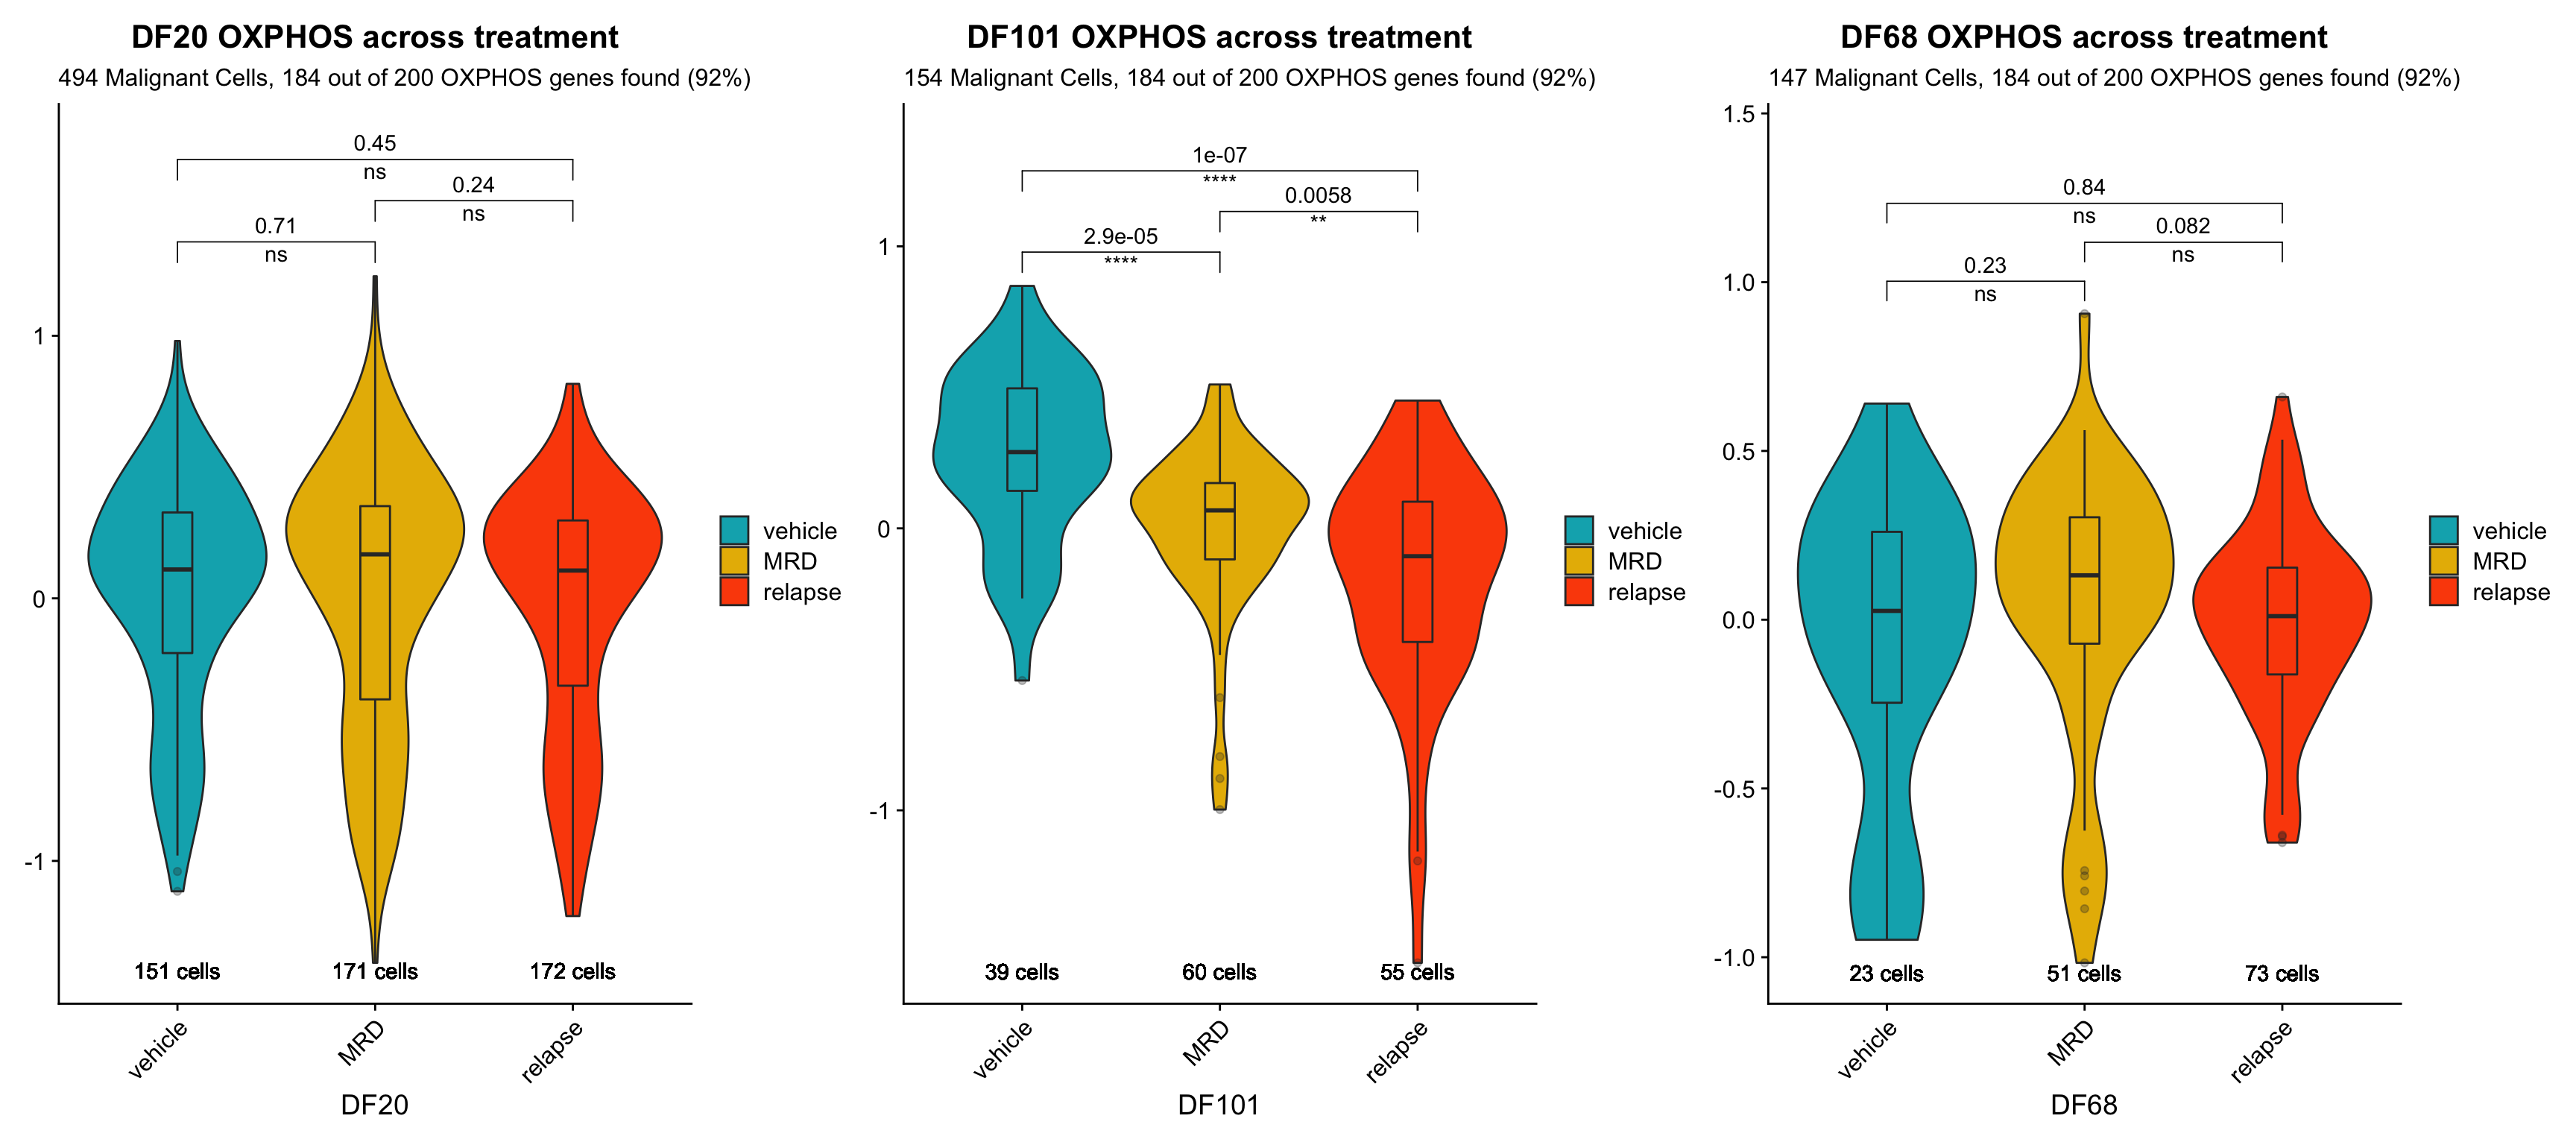 DF20 OXPHOS across treatment
494 Malignant Cells, 184 out of 200 OXPHOS genes found (92%)
0.45
ns
0.24
ns
0.71
ns
1
0
-1
151 cells
171 cells
172 cells
vehicle
MRD
relapse
DF20
vehicle
MRD
relapse
DF101 OXPHOS across treatment
154 Malignant Cells, 184 out of 200 OXPHOS genes found (92%)
1e-07
****
0.0058
**
2.9e-05
****
1
0
-1
39 cells
60 cells
55 cells
vehicle
MRD
relapse
DF101
vehicle
MRD
relapse
DF68 OXPHOS across treatment
147 Malignant Cells, 184 out of 200 OXPHOS genes found (92%)
1.5
0.84
ns
0.082
ns
0.23
ns
1.0
0.5
0.0
-0.5
-1.0
23 cells
51 cells
73 cells
vehicle
MRD
relapse
DF68
vehicle
MRD
relapse